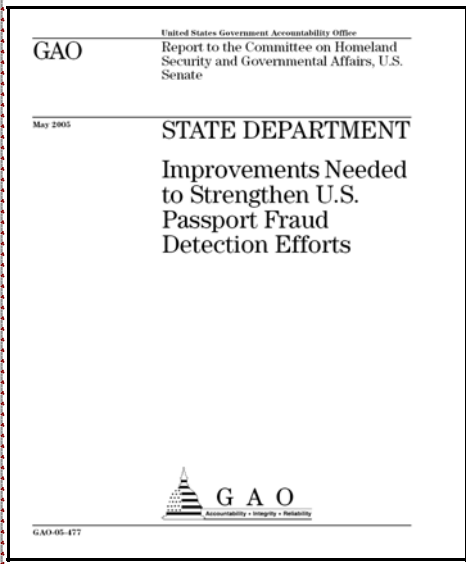 United States Government Accountability Office
GAO
Report to the Committee on Homeland
Security and Governmental Affairs, U.S.
Senate
May 2005
STATE DEPARTMENT
Improvements Needed
to Strengthen U.S.
Passport Fraud
Detection Efforts
G A O
Accountability • Integrity • Reliability
GAO-05-477